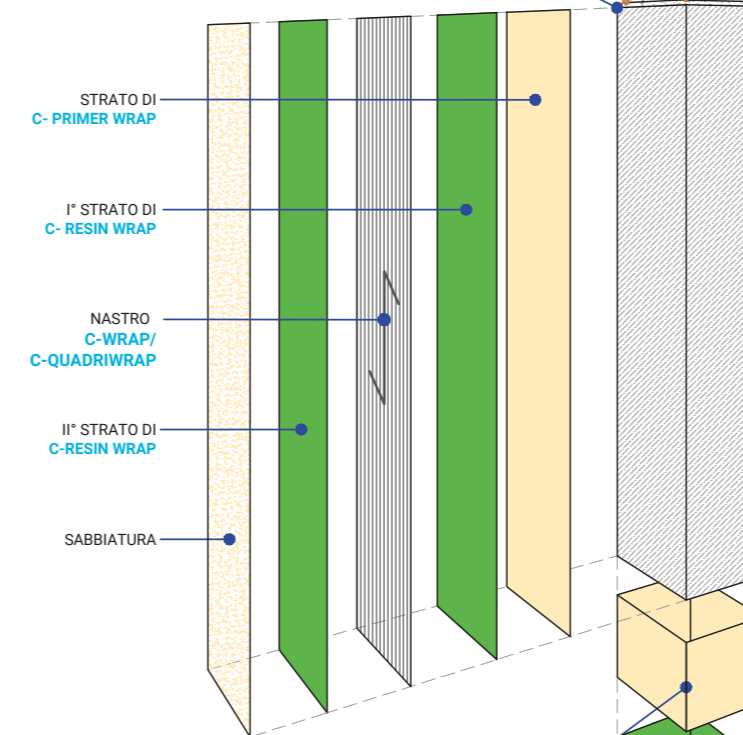 STRATO DI
C- PRIMER WRAP
I° STRATO DI
C- RESIN WRAP
NASTRO
C-WRAP/
C-QUADRIWRAP
II° STRATO DI
C-RESIN WRAP
SABBIATURA